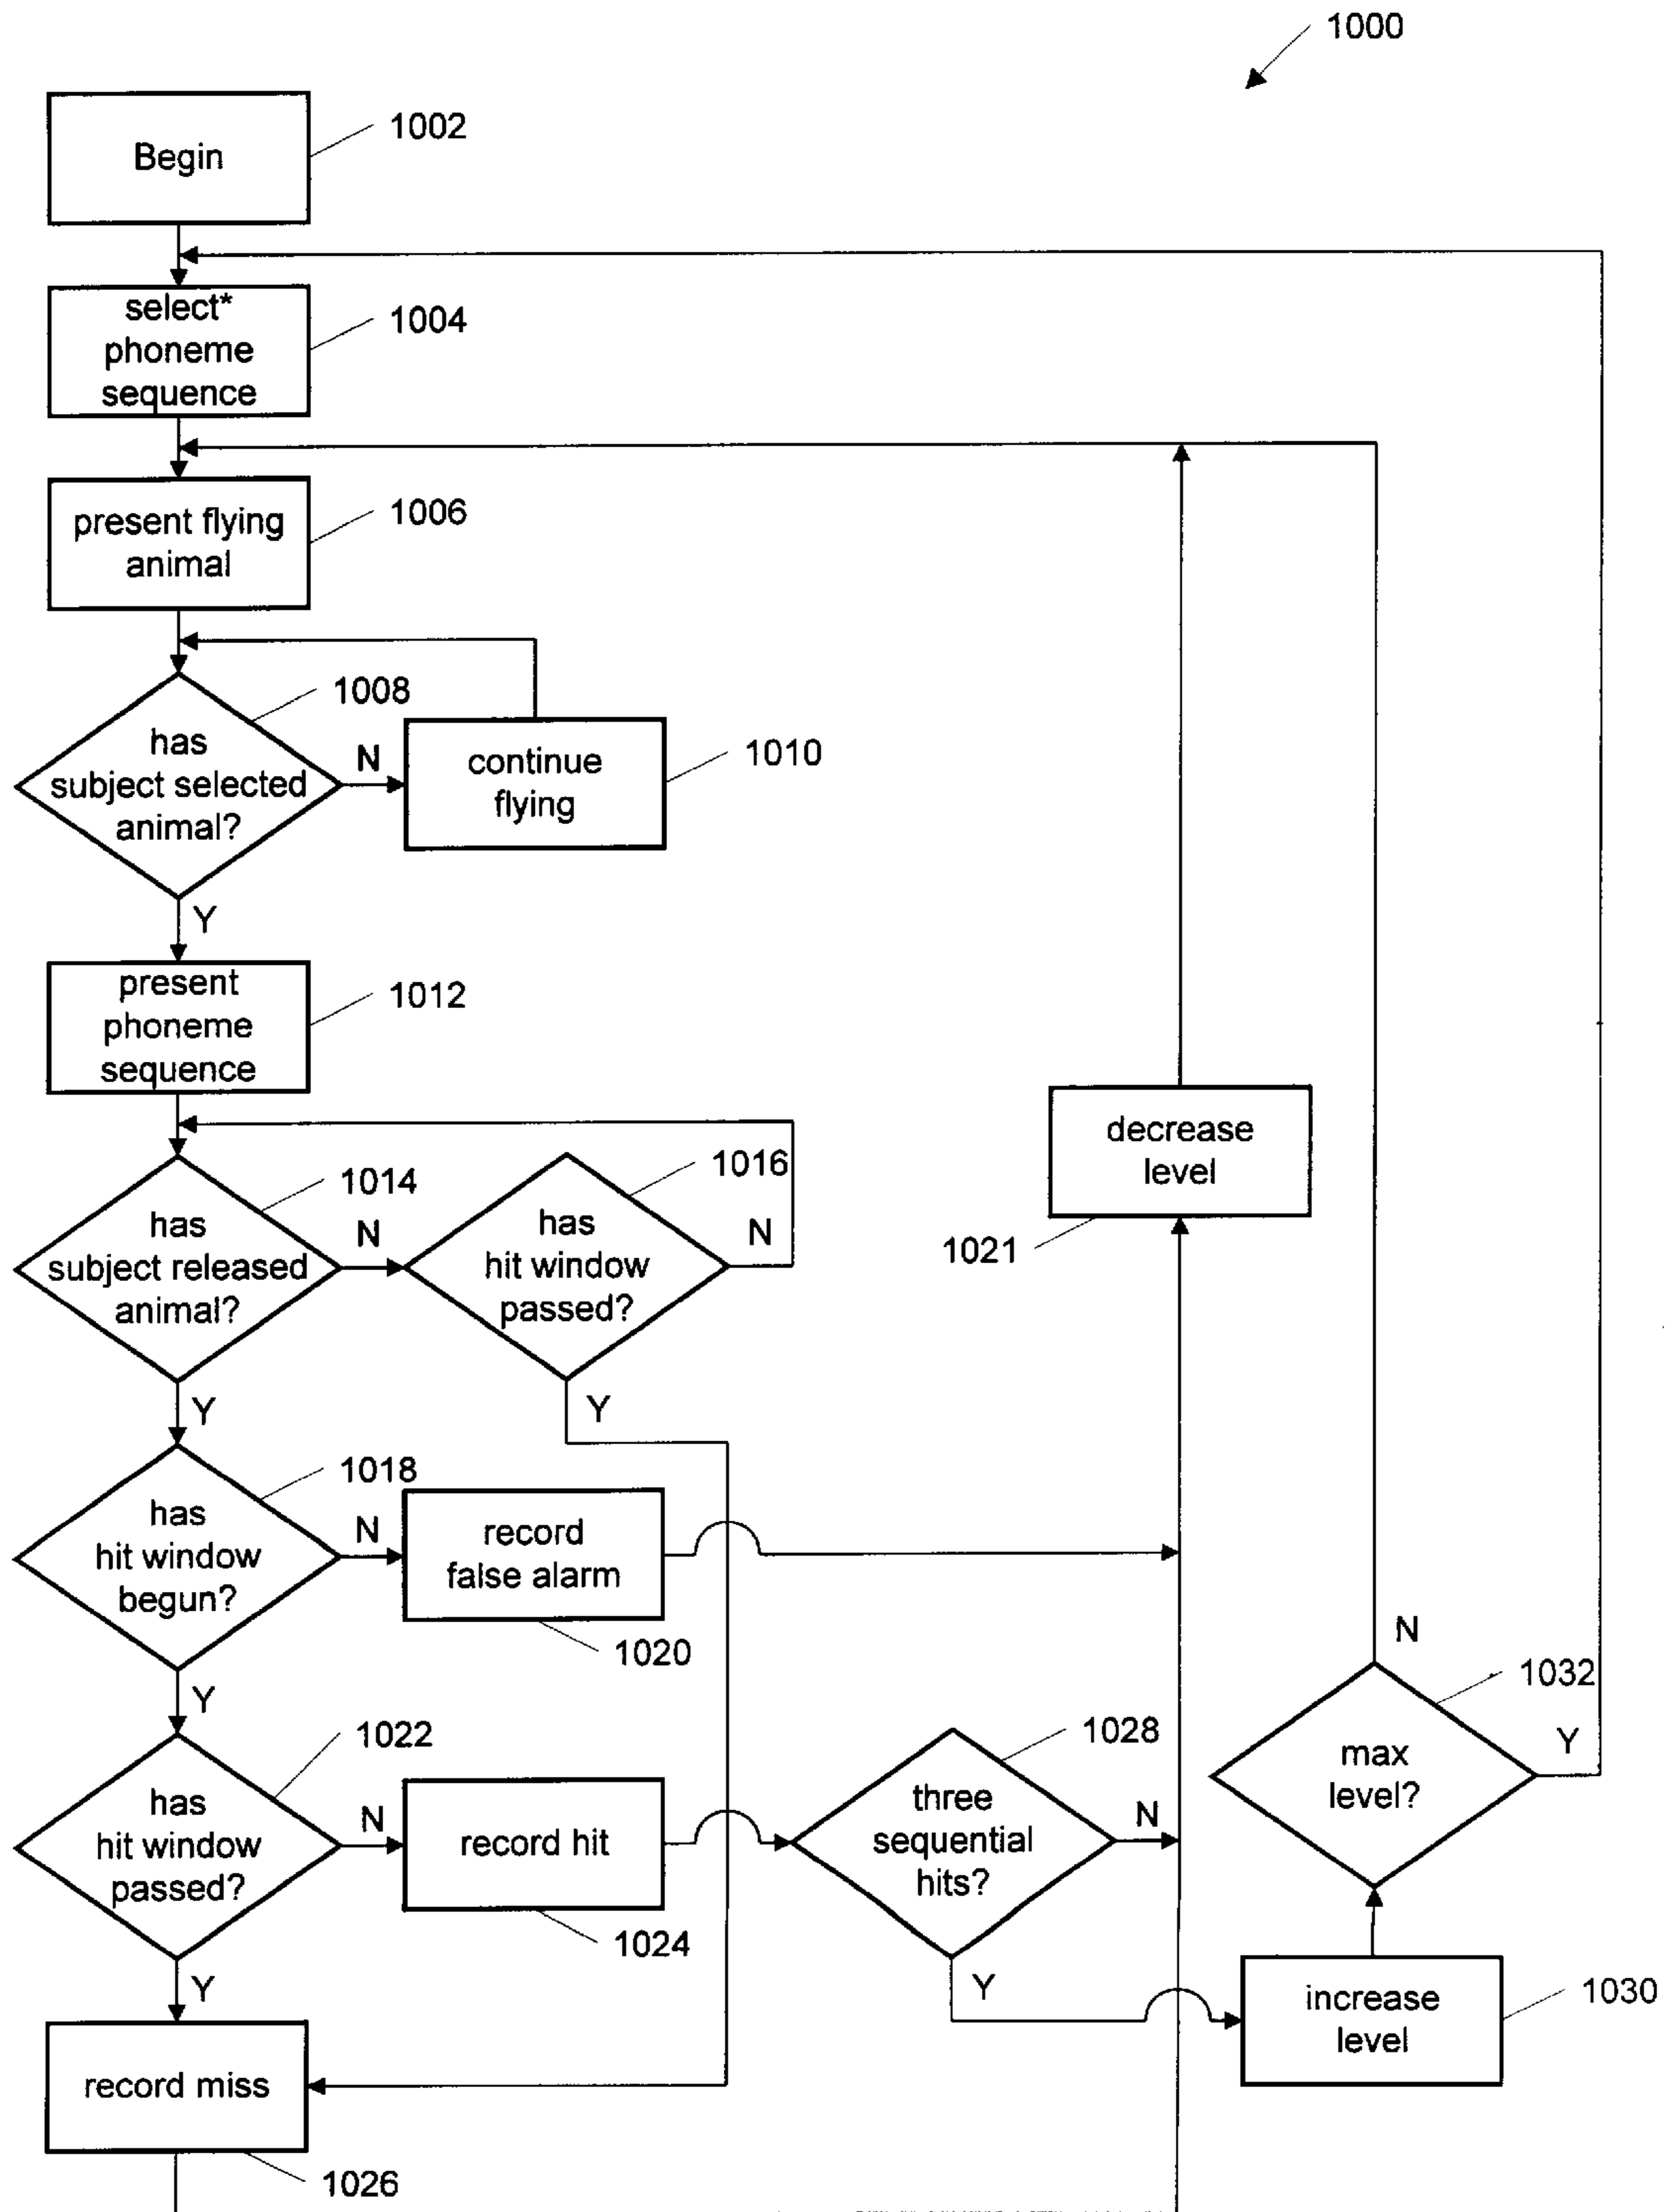 1000
Begin
1002
select*
phoneme
sequence
1004
present flying
animal
1006
has
subject selected
animal?
1008
N
continue
flying
1010
Y
present
phoneme
sequence
1012
has
subject released
animal?
1014
N
has
hit window
passed?
1016
N
decrease
level
1021
Y
Y
has
hit window
begun?
1018
N
record
false alarm
1020
Y
has
hit window
passed?
1022
N
record hit
1024
three
sequential
hits?
1028
N
max
level?
1032
N
Y
Y
Y
increase
level
1030
record miss
1026